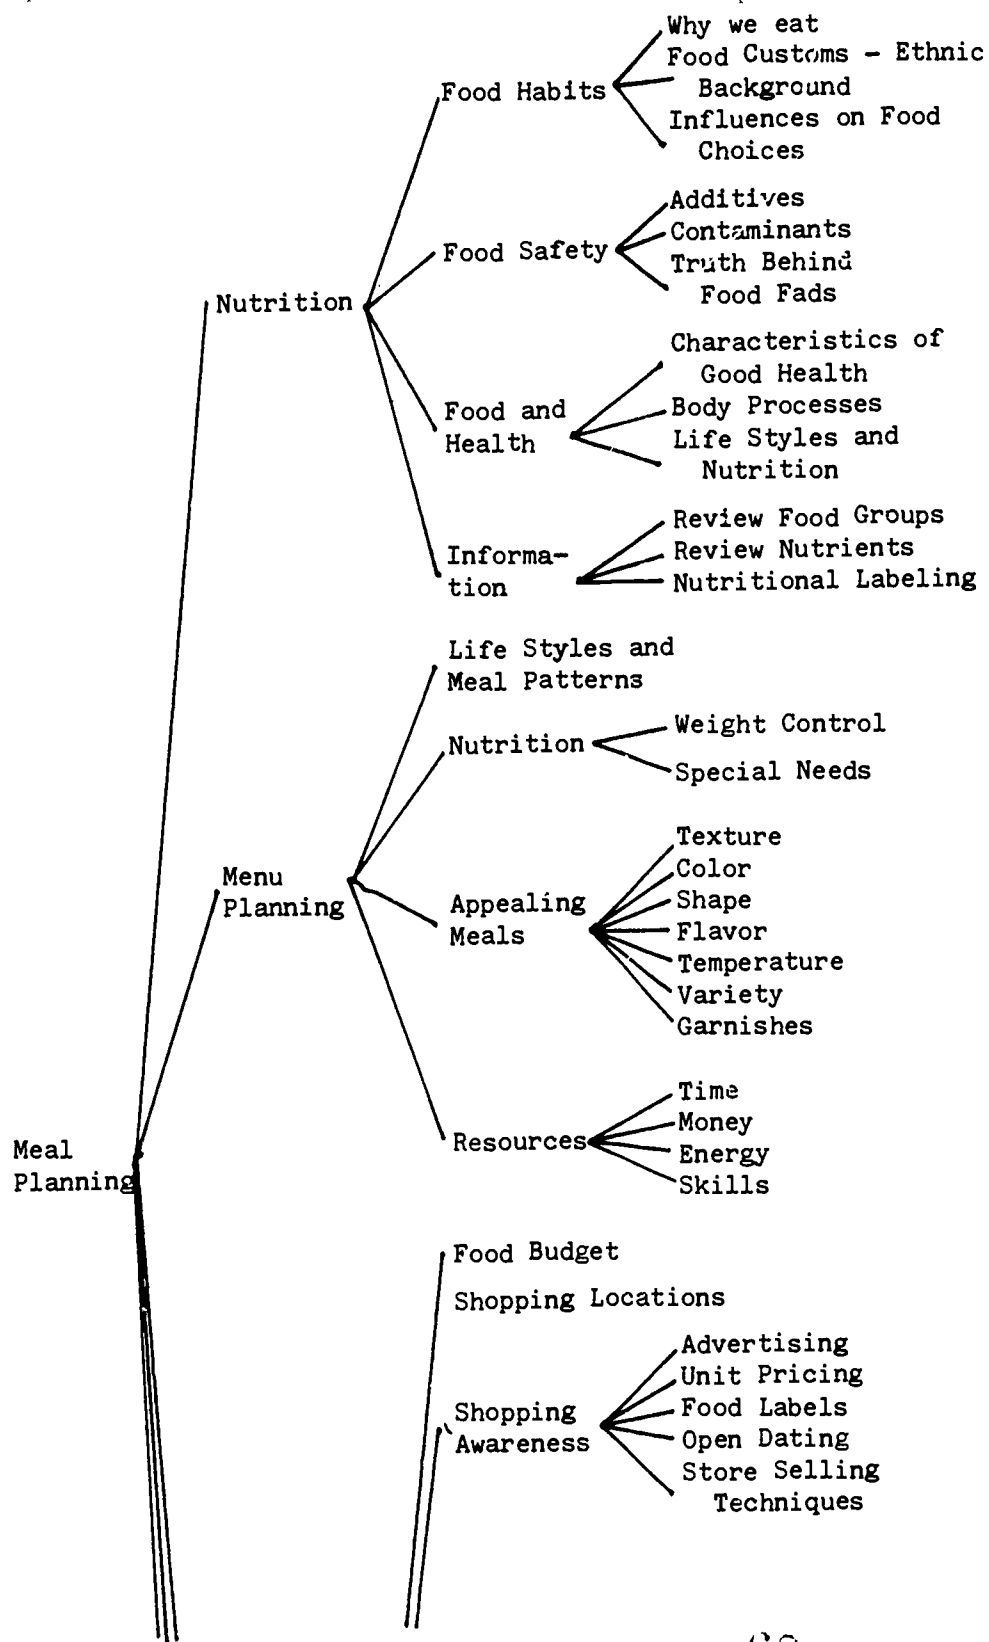 Why we eat
Food Customs - Ethnic
Background
Food Habits
Influences on Food
Choices
Additives
Contaminants
Food Safety
Truth Behind
Food Fads
Nutrition
Characteristics of
Good Health
Food and
Health
Body Processes
Life Styles and
Nutrition
Review Food Groups
Informa-
tion
Review Nutrients
Nutritional Labeling
Life Styles and
Meal Patterns
Nutrition
Weight Control
Special Needs
Menu
Planning
Appealing
Meals
Texture
Color
Shape
Flavor
Temperature
Variety
Garnishes
Resources
Time
Money
Energy
Skills
Meal
Planning
Food Budget
Shopping Locations
Shopping
Awareness
Advertising
Unit Pricing
Food Labels
Open Dating
Store Selling
Techniques